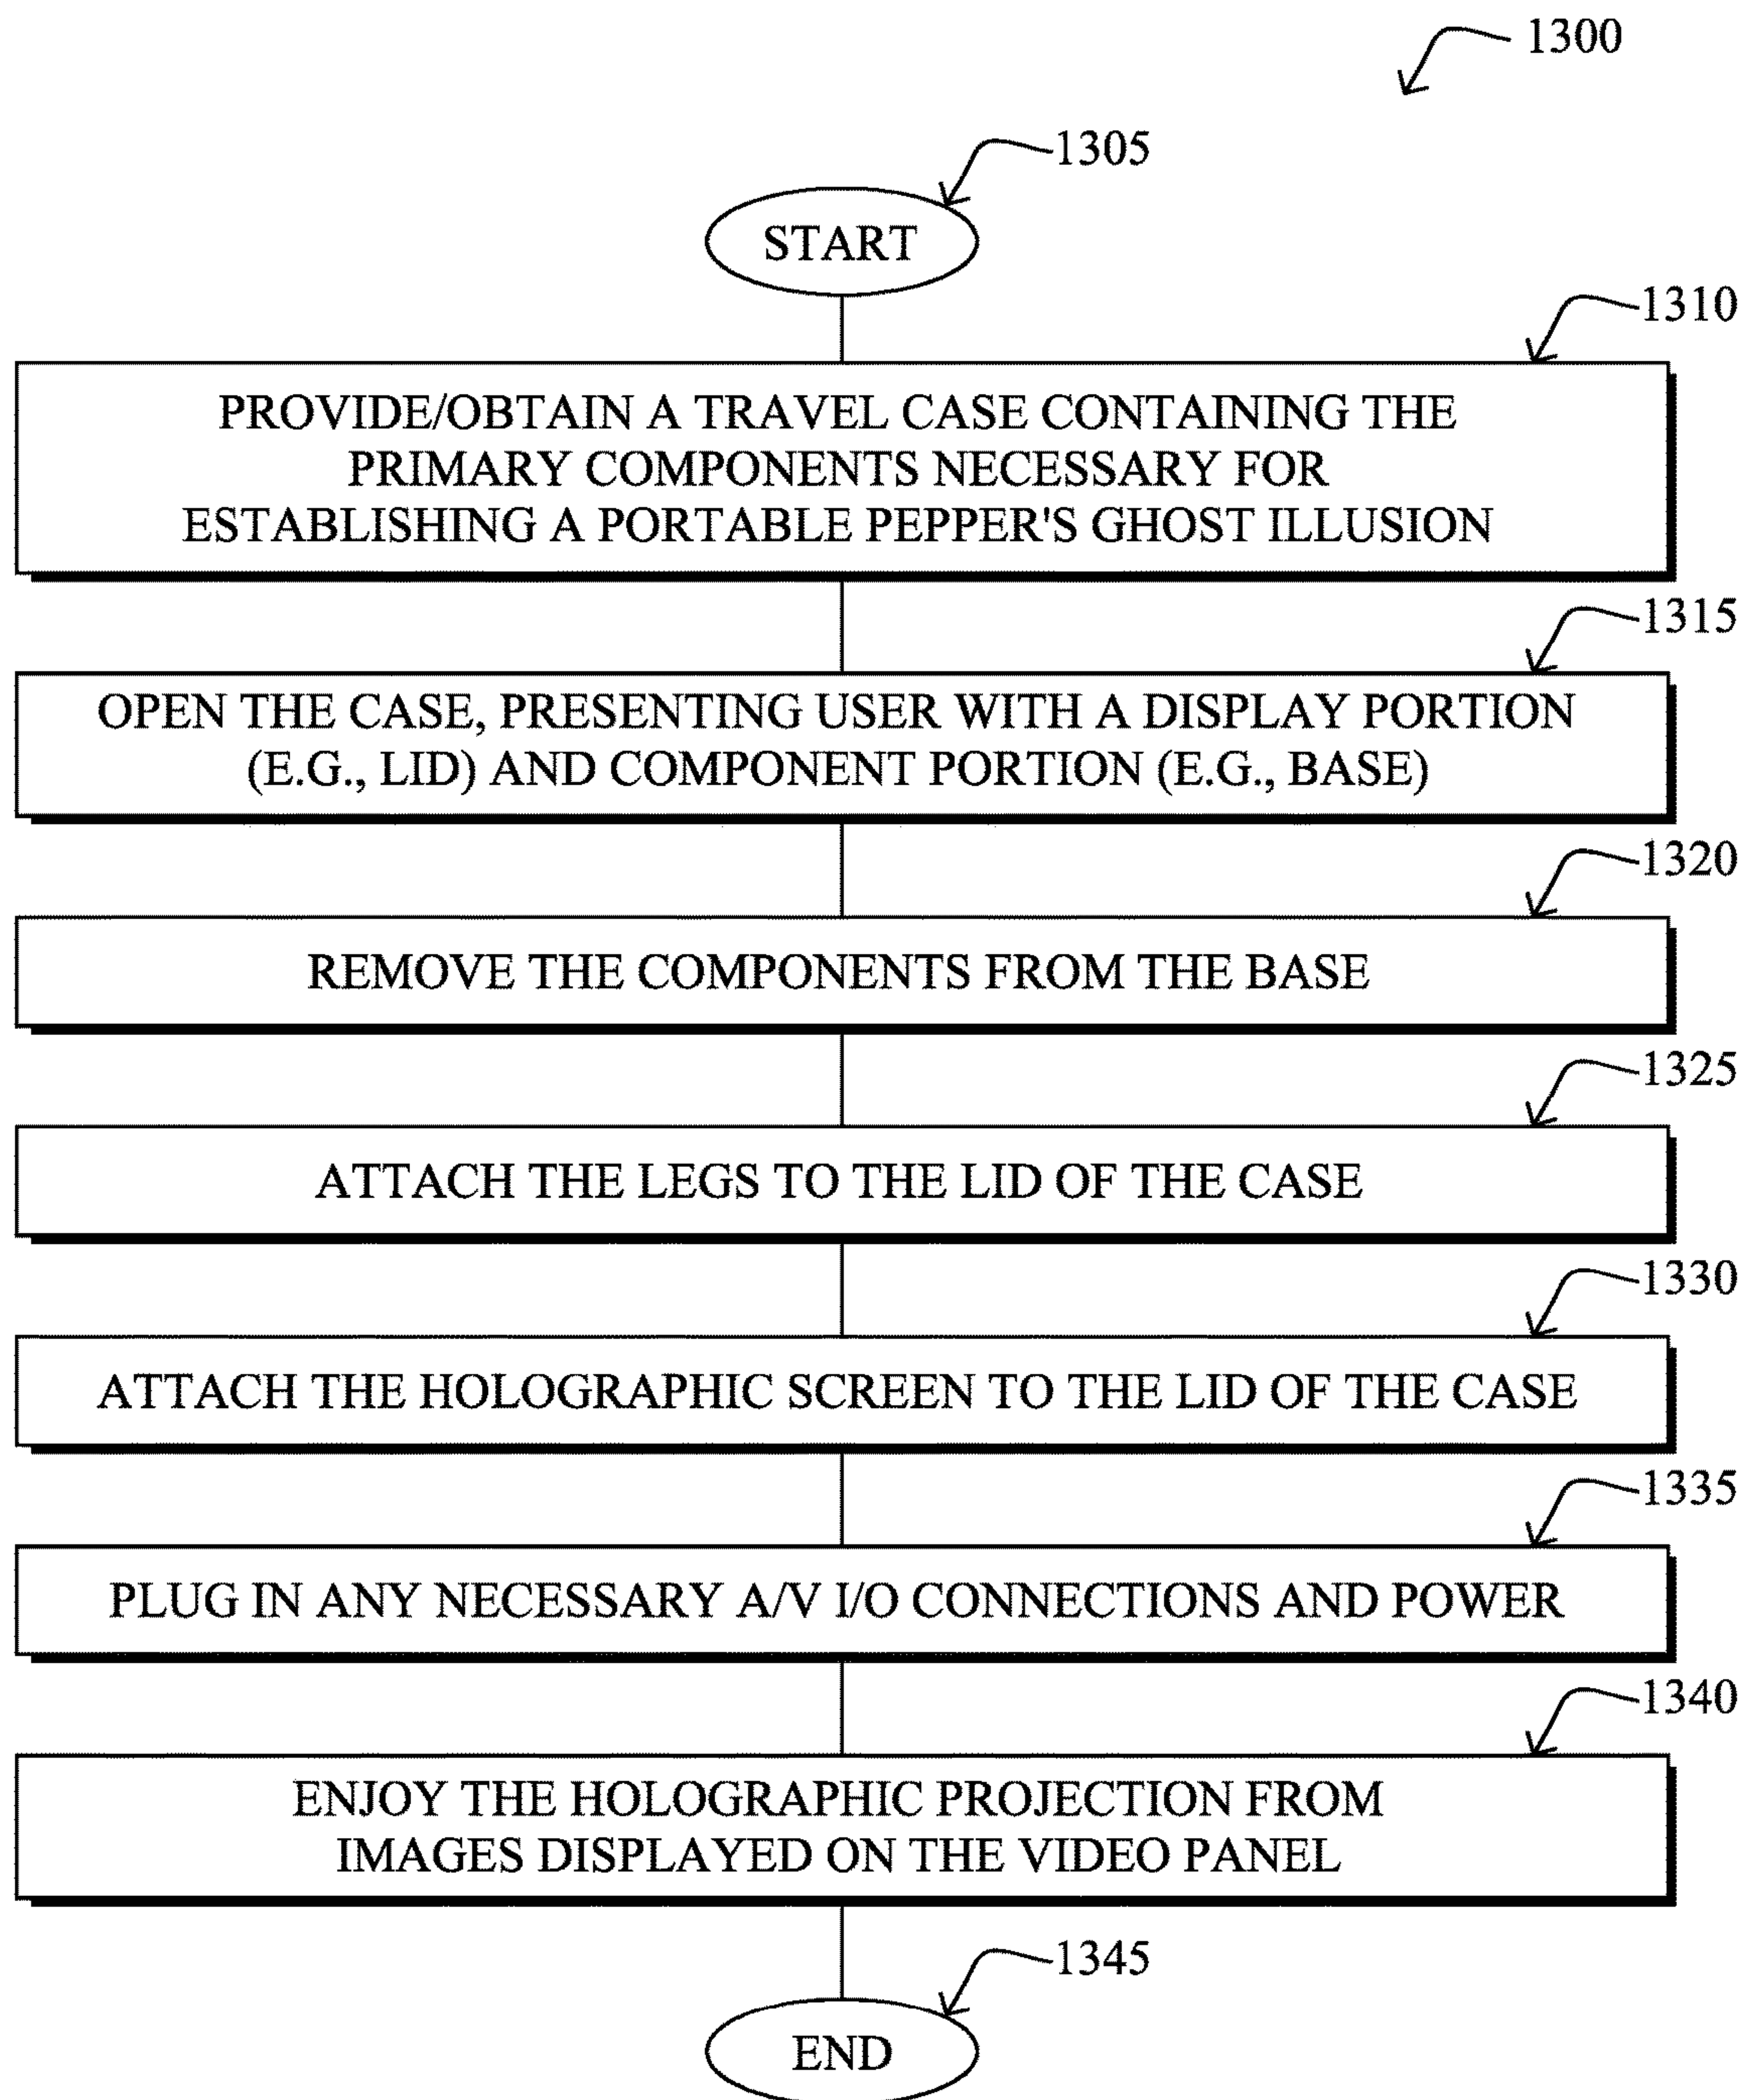 1300
1305
START
1310
PROVIDE/OBTAIN A TRAVEL CASE CONTAINING THE
PRIMARY COMPONENTS NECESSARY FOR
ESTABLISHING A PORTABLE PEPPER'S GHOST ILLUSION
1315
OPEN THE CASE, PRESENTING USER WITH A DISPLAY PORTION
(E.G., LID) AND COMPONENT PORTION (E.G., BASE)
1320
REMOVE THE COMPONENTS FROM THE BASE
1325
ATTACH THE LEGS TO THE LID OF THE CASE
1330
ATTACH THE HOLOGRAPHIC SCREEN TO THE LID OF THE CASE
1335
PLUG IN ANY NECESSARY A/V I/O CONNECTIONS AND POWER
1340
ENJOY THE HOLOGRAPHIC PROJECTION FROM
IMAGES DISPLAYED ON THE VIDEO PANEL
1345
END